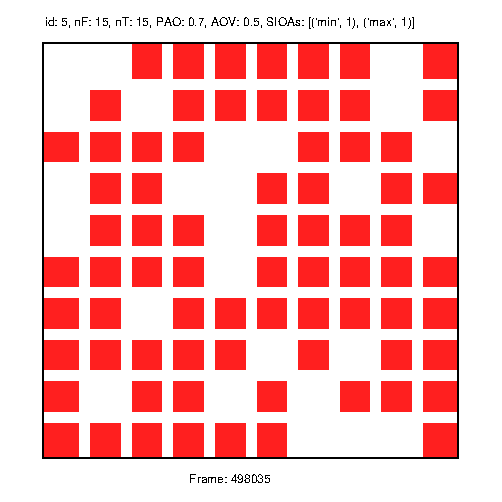 id: 5, nF: 15, nT: 15, PAO: 0.7, AOV: 0.5, SIOAs: [('min', 1), ('max', 1)]
Frame: 498035